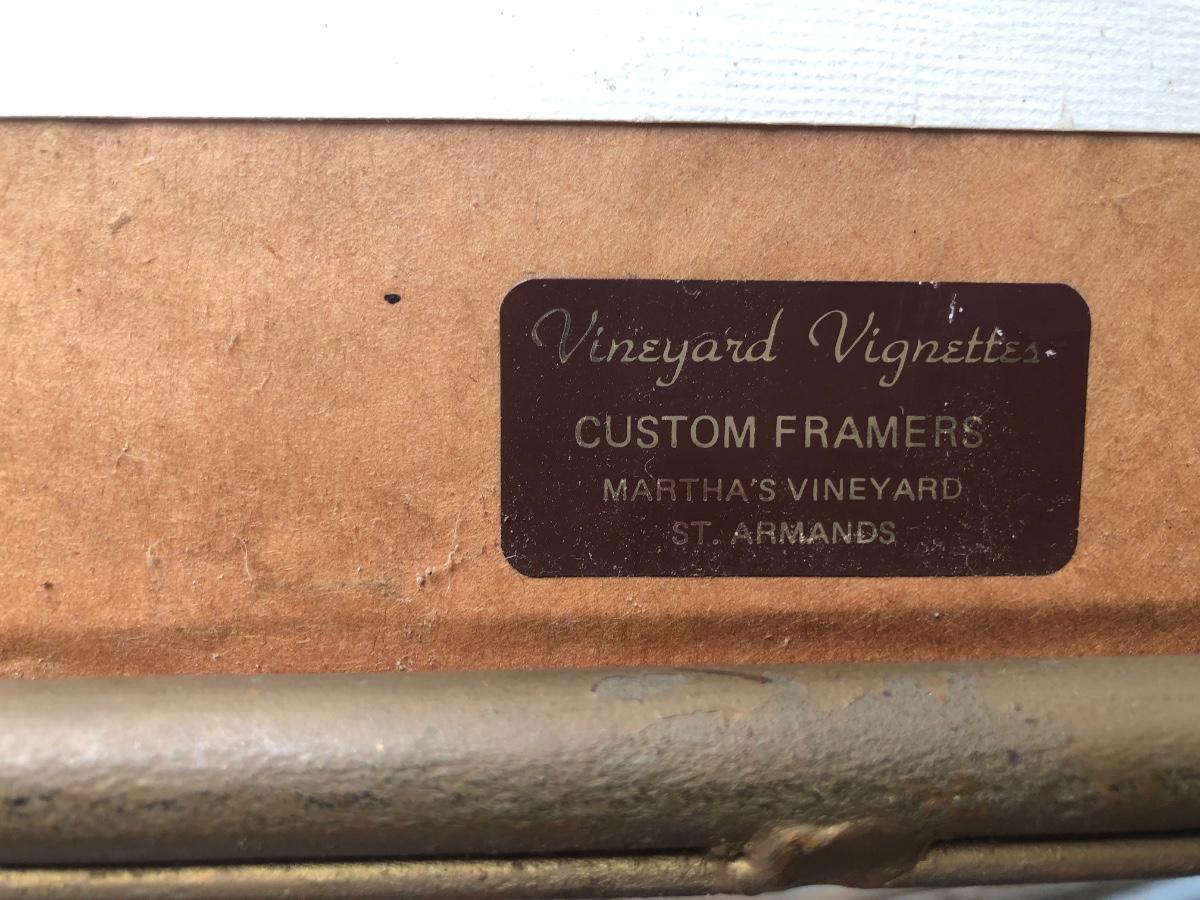 Vineyard Vignettes
CUSTOM FRAMERS
MARTHA'S VINEYARD
ST. ARMANDS